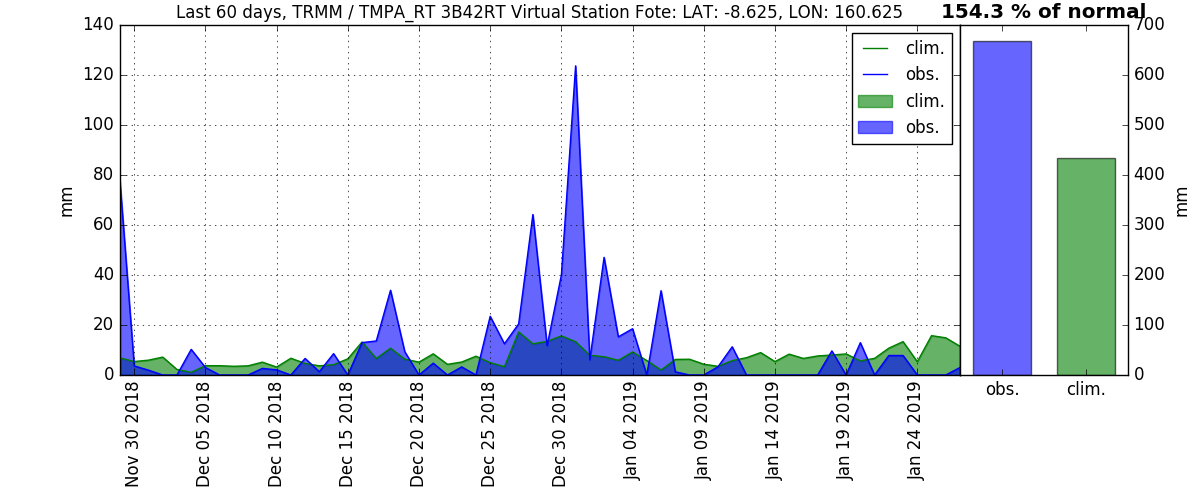 Last 60 days, TRMM / TMPA_RT 3B42RT Virtual Station Fote: LAT: -8.625, LON: 160.625
154.3 % of normal
140
120
100
80
60
40
20
0
mm
clim.
obs.
clim.
obs.
700
600
500
400
300
200
100
0
mm
Nov 30 2018
Dec 05 2018
Dec 10 2018
Dec 15 2018
Dec 20 2018
Dec 25 2018
Dec 30 2018
Jan 04 2019
Jan 09 2019
Jan 14 2019
Jan 19 2019
Jan 24 2019
obs.
clim.